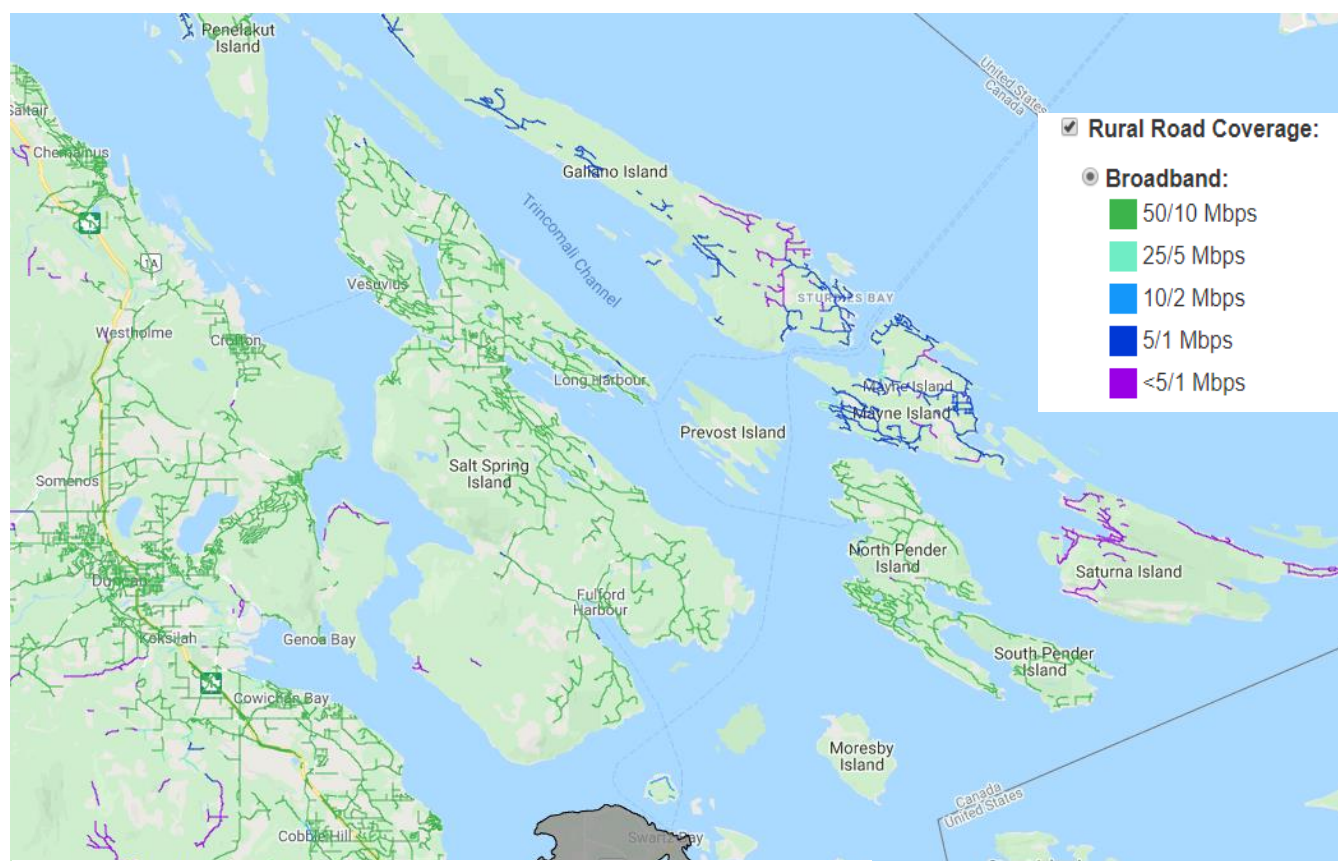 Penelakut
Island
Saltair
Chemainus
United States
Canada
Rural Road Coverage:
Broadband:
50/10 Mbps
25/5 Mbps
10/2 Mbps
5/1 Mbps
<5/1 Mbps
Galiano Island
Trincomali Channel
1
1A
Vesuvius
STURDIES BAY
Westholme
Crofton
Long Harbour
Mayne Island
Mayne Island
Prevost Island
Salt Spring
Island
Somenos
North Pender
Island
Saturna Island
Duncan
Fulford
Harbour
Koksilah
Genoa Bay
South Pender
Island
Cowichan Bay
Moresby
Island
Canada
United States
Cobble Hill
Swartz Bay